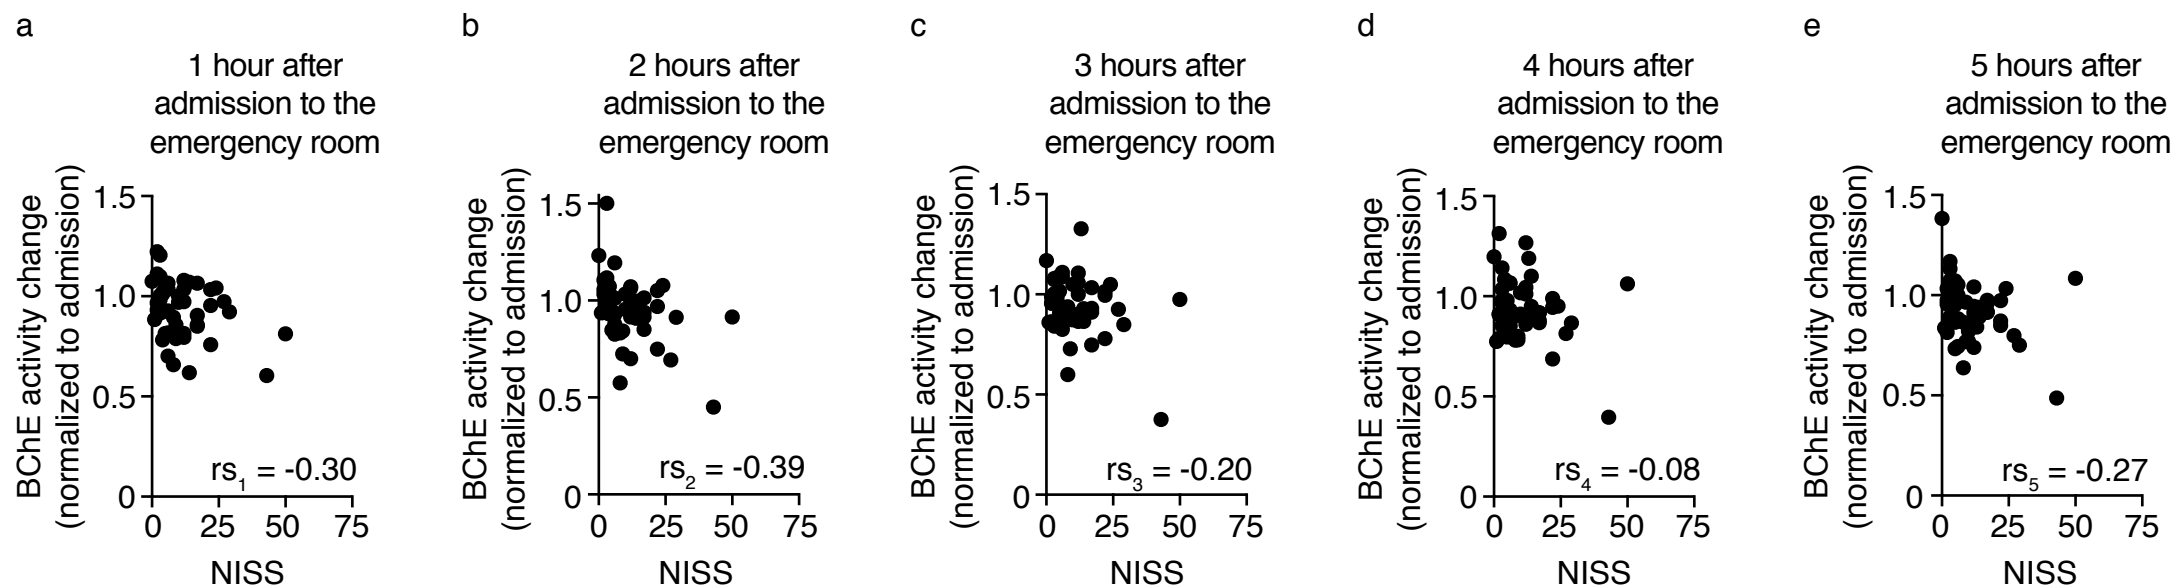 a
1 hour after
admission to the
emergency room
BChE activity change
(normalized to admission)
1.5
1.0
0.5
0
rs1 = -0.30
0 25 50 75
NISS
b
2 hours after
admission to the
emergency room
BChE activity change
(normalized to admission)
1.5
1.0
0.5
0
rs2 = -0.39
0 25 50 75
NISS
c
3 hours after
admission to the
emergency room
BChE activity change
(normalized to admission)
1.5
1.0
0.5
0
rs3 = -0.20
0 25 50 75
NISS
d
4 hours after
admission to the
emergency room
BChE activity change
(normalized to admission)
1.5
1.0
0.5
0
rs4 = -0.08
0 25 50 75
NISS
e
5 hours after
admission to the
emergency room
BChE activity change
(normalized to admission)
1.5
1.0
0.5
0
rs5 = -0.27
0 25 50 75
NISS